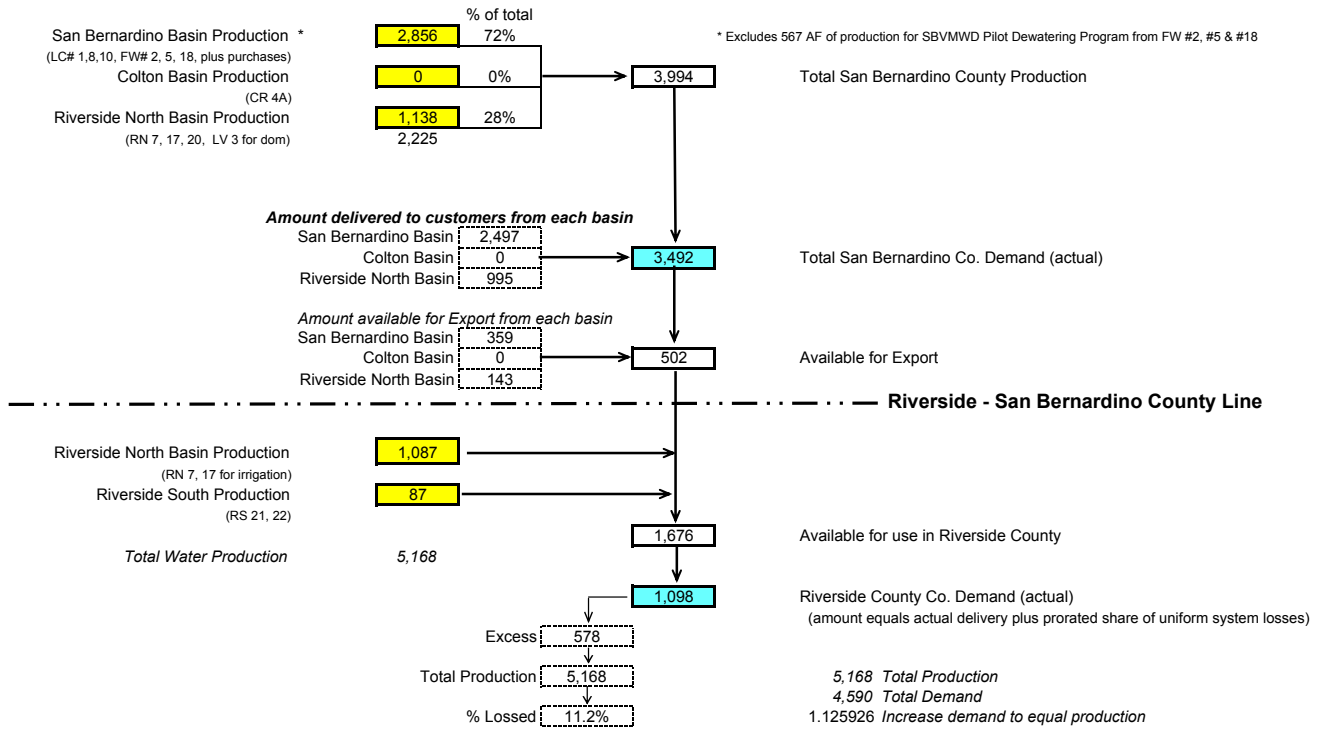 % of total
San Bernardino Basin Production * 2,856 72% * Excludes 567 AF of production for SBVMWD Pilot Dewatering Program from FW #2, #5 & #18
(LC# 1,8,10, FW# 2, 5, 18, plus purchases)
Colton Basin Production 0 0% 3,994 Total San Bernardino County Production
(CR 4A)
Riverside North Basin Production 1,138 28%
(RN 7, 17, 20, LV 3 for dom) 2,225
Amount delivered to customers from each basin
San Bernardino Basin 2,497
Colton Basin 0 3,492 Total San Bernardino Co. Demand (actual)
Riverside North Basin 995
Amount available for Export from each basin
San Bernardino Basin 359
Colton Basin 0 502 Available for Export
Riverside North Basin 143
Riverside - San Bernardino County Line
Riverside North Basin Production 1,087
(RN 7, 17 for irrigation)
Riverside South Production 87
(RS 21, 22)
1,676 Available for use in Riverside County
Total Water Production 5,168
1,098 Riverside County Co. Demand (actual)
(amount equals actual delivery plus prorated share of uniform system losses)
Excess 578
Total Production 5,168 5,168 Total Production
4,590 Total Demand
% Lossed 11.2% 1.125926 Increase demand to equal production